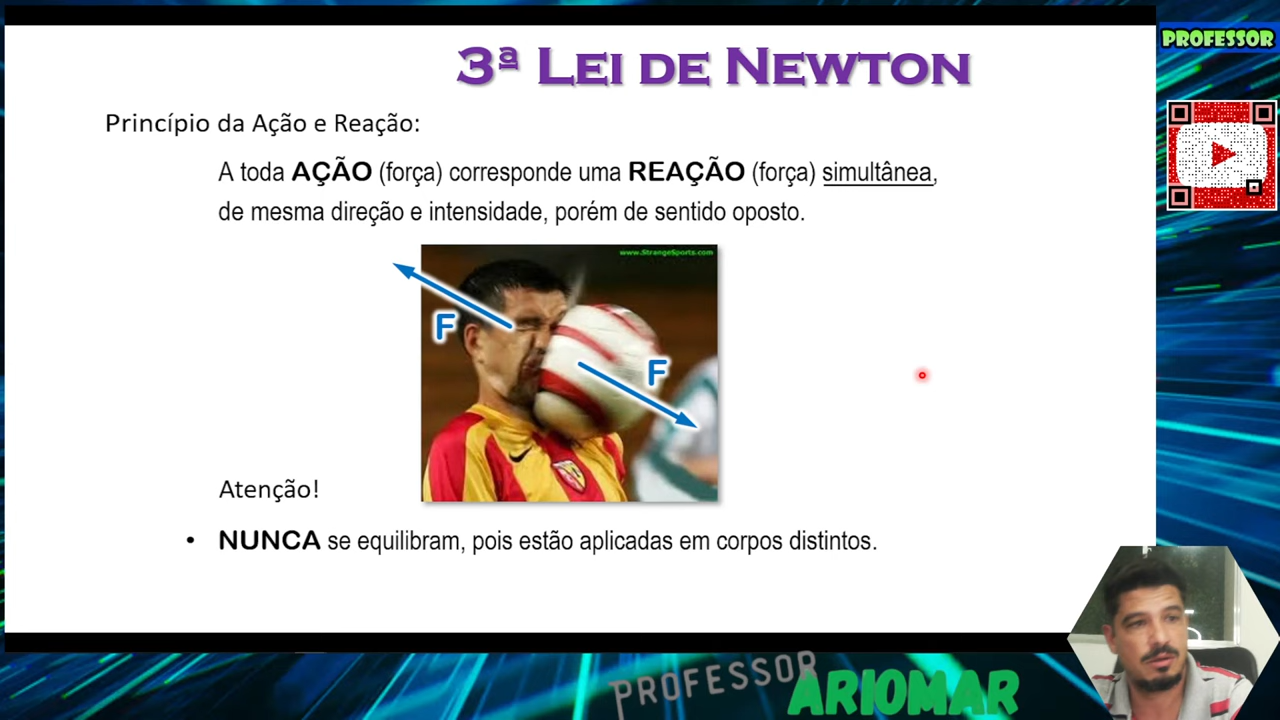 3ª LEI DE NEWTON
PROFESSOR
Princípio da Ação e Reação:
A toda AÇÃO (força) corresponde uma REAÇÃO (força) simultânea,
de mesma direção e intensidade, porém de sentido oposto.
www.StrangeSports.com
F
F
Atenção!
• NUNCA se equilibram, pois estão aplicadas em corpos distintos.
PROFESSOR
ARIOMAR